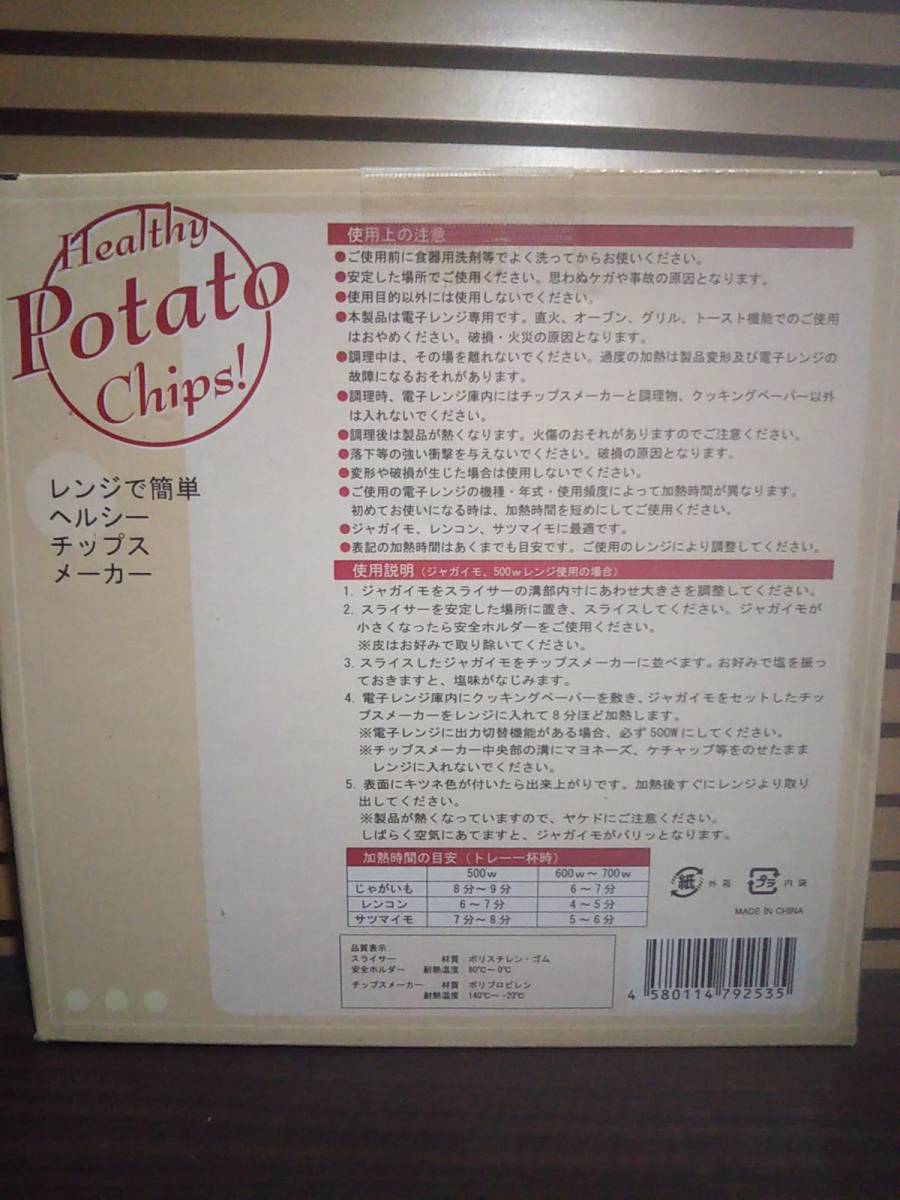 Healthy
Potato
Chips!
レンジで簡単
ヘルシー
チップス
メーカー
使用上の注意
●ご使用前に食器用洗剤等でよく洗ってからお使いください。
●安定した場所でご使用ください。思わぬケガや事故の原因となります。
●使用目的以外には使用しないでください。
●本製品は電子レンジ専用です。直火、オーブン、グリル、トースト機能でのご使用
はおやめください。破損・火災の原因となります。
●調理中は、その場を離れないでください。過度の加熱は製品変形及び電子レンジの
故障になるおそれがあります。
●調理時、電子レンジ庫内にはチップスメーカーと調理物、クッキングペーパー以外
は入れないでください。
●調理後は製品が熱くなります。火傷のおそれがありますのでご注意ください。
●落下等の強い衝撃を与えないでください。破損の原因となります。
●変形や破損が生じた場合は使用しないでください。
●ご使用の電子レンジの機種・年式・使用頻度によって加熱時間が異なります。
初めてお使いになる時は、加熱時間を短めにしてご使用ください。
●ジャガイモ、レンコン、サツマイモに最適です。
●表記の加熱時間はあくまでも目安です。ご使用のレンジにより調整してください。
使用説明（ジャガイモ、500wレンジ使用の場合）
1. ジャガイモをスライサーの溝部内寸にあわせ大きさを調整してください。
2. スライサーを安定した場所に置き、スライスしてください。ジャガイモが
小さくなったら安全ホルダーをご使用ください。
※皮はお好みで取り除いてください。
3. スライスしたジャガイモをチップスメーカーに並べます。お好みで塩を振っ
ておきますと、塩味がなじみます。
4. 電子レンジ庫内にクッキングペーパーを敷き、ジャガイモをセットしたチッ
プスメーカーをレンジに入れて8分ほど加熱します。
※電子レンジに出力切替機能がある場合、必ず500Wにしてください。
※チップスメーカー中央部の溝にマヨネーズ、ケチャップ等をのせたまま
レンジに入れないでください。
5. 表面にキツネ色が付いたら出来上がりです。加熱後すぐにレンジより取り
出してください。
※製品が熱くなっていますので、ヤケドにご注意ください。
しばらく空気にあてますと、ジャガイモがパリッとなります。
加熱時間の目安（トレー一杯時）
500w 600w～700w
じゃがいも 8分～9分 6～7分
レンコン 6～7分 4～5分
サツマイモ 7分～8分 5～6分
紙 外箱 プラ 内袋
MADE IN CHINA
品質表示
スライサー 材質：ポリスチレン・ゴム
安全ホルダー 耐熱温度：80℃～0℃
チップスメーカー 材質：ポリプロピレン
耐熱温度：140℃～-20℃
4 580114 792535